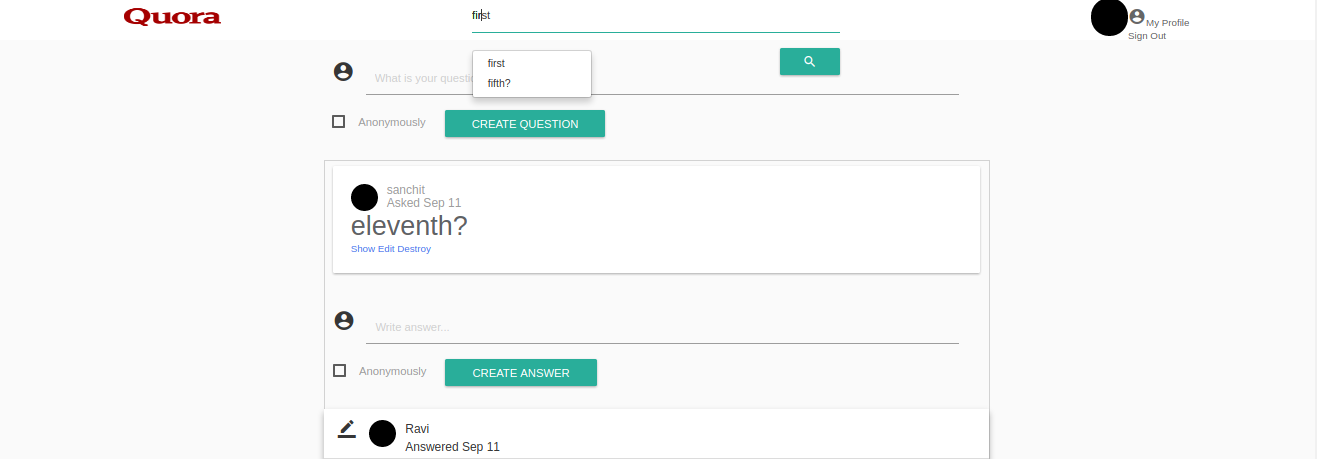 Quora
first
My Profile
Sign Out
first
fifth?
What is your questio
Anonymously
CREATE QUESTION
sanchit
Asked Sep 11
eleventh?
Show Edit Destroy
Write answer...
Anonymously
CREATE ANSWER
Ravi
Answered Sep 11